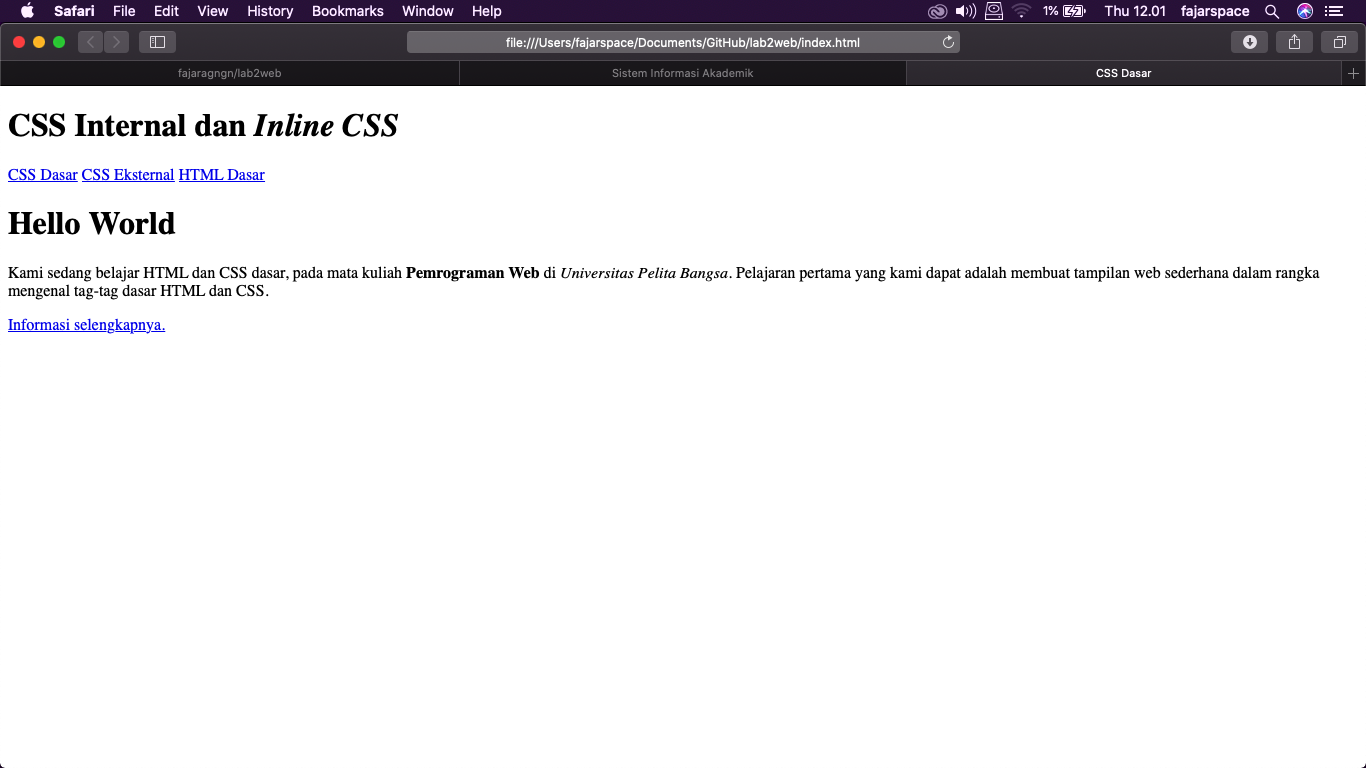 Safari File Edit View History Bookmarks Window Help 1% Thu 12.01 fajarspace
file:///Users/fajarspace/Documents/GitHub/lab2web/index.html
fajaragngn/lab2web Sistem Informasi Akademik CSS Dasar
CSS Internal dan Inline CSS
CSS Dasar CSS Eksternal HTML Dasar
Hello World
Kami sedang belajar HTML dan CSS dasar, pada mata kuliah Pemrograman Web di Universitas Pelita Bangsa. Pelajaran pertama yang kami dapat adalah membuat tampilan web sederhana dalam rangka
mengenal tag-tag dasar HTML dan CSS.
Informasi selengkapnya.